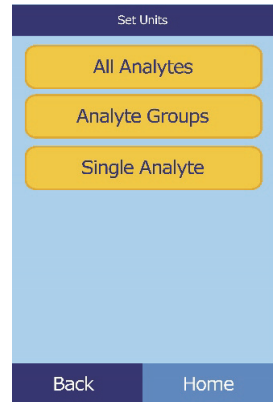 Set Units
All Analytes
Analyte Groups
Single Analyte
Back Home